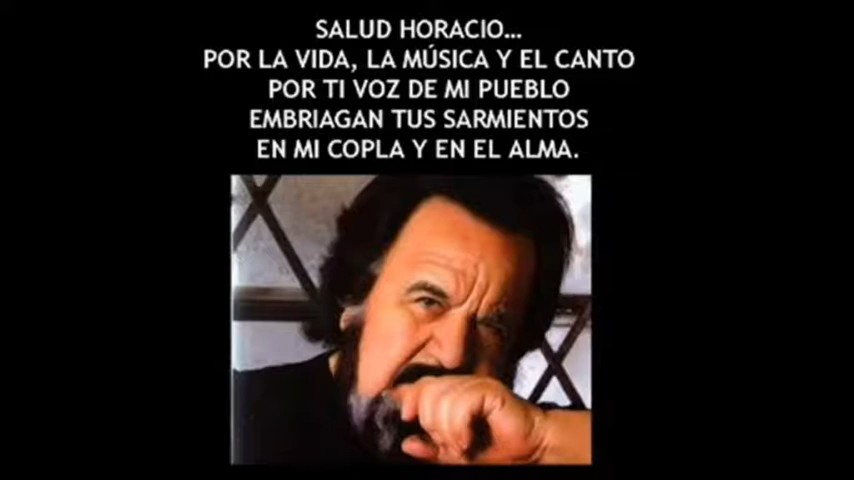 SALUD HORACIO...
POR LA VIDA, LA MÚSICA Y EL CANTO
POR TI VOZ DE MI PUEBLO
EMBRIAGAN TUS SARMIENTOS
EN MI COPLA Y EN EL ALMA.